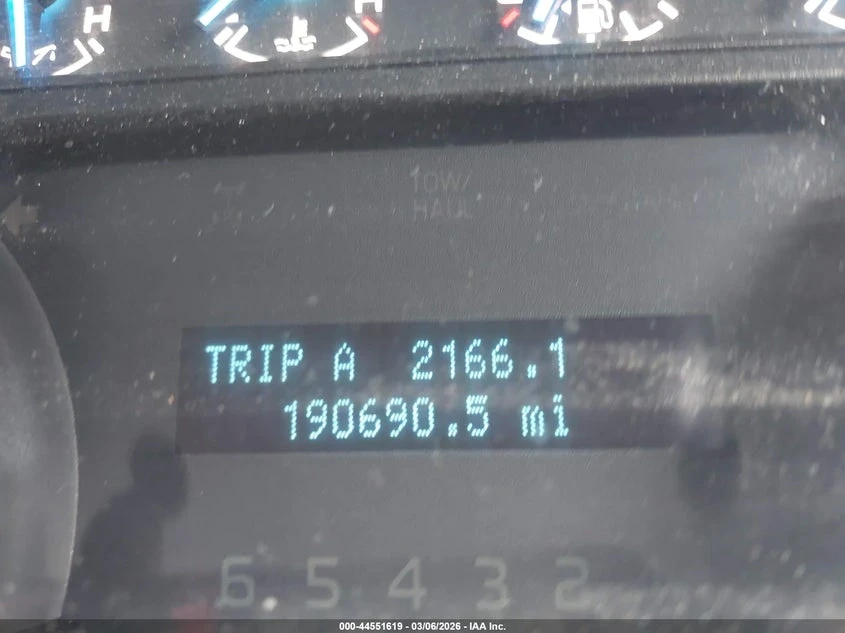 H
H
TOW/
HAUL
TRIP A 2166.1
190690.5 mi
6 5 4 3 2
000-44551619 - 03/06/2026 - IAA Inc.